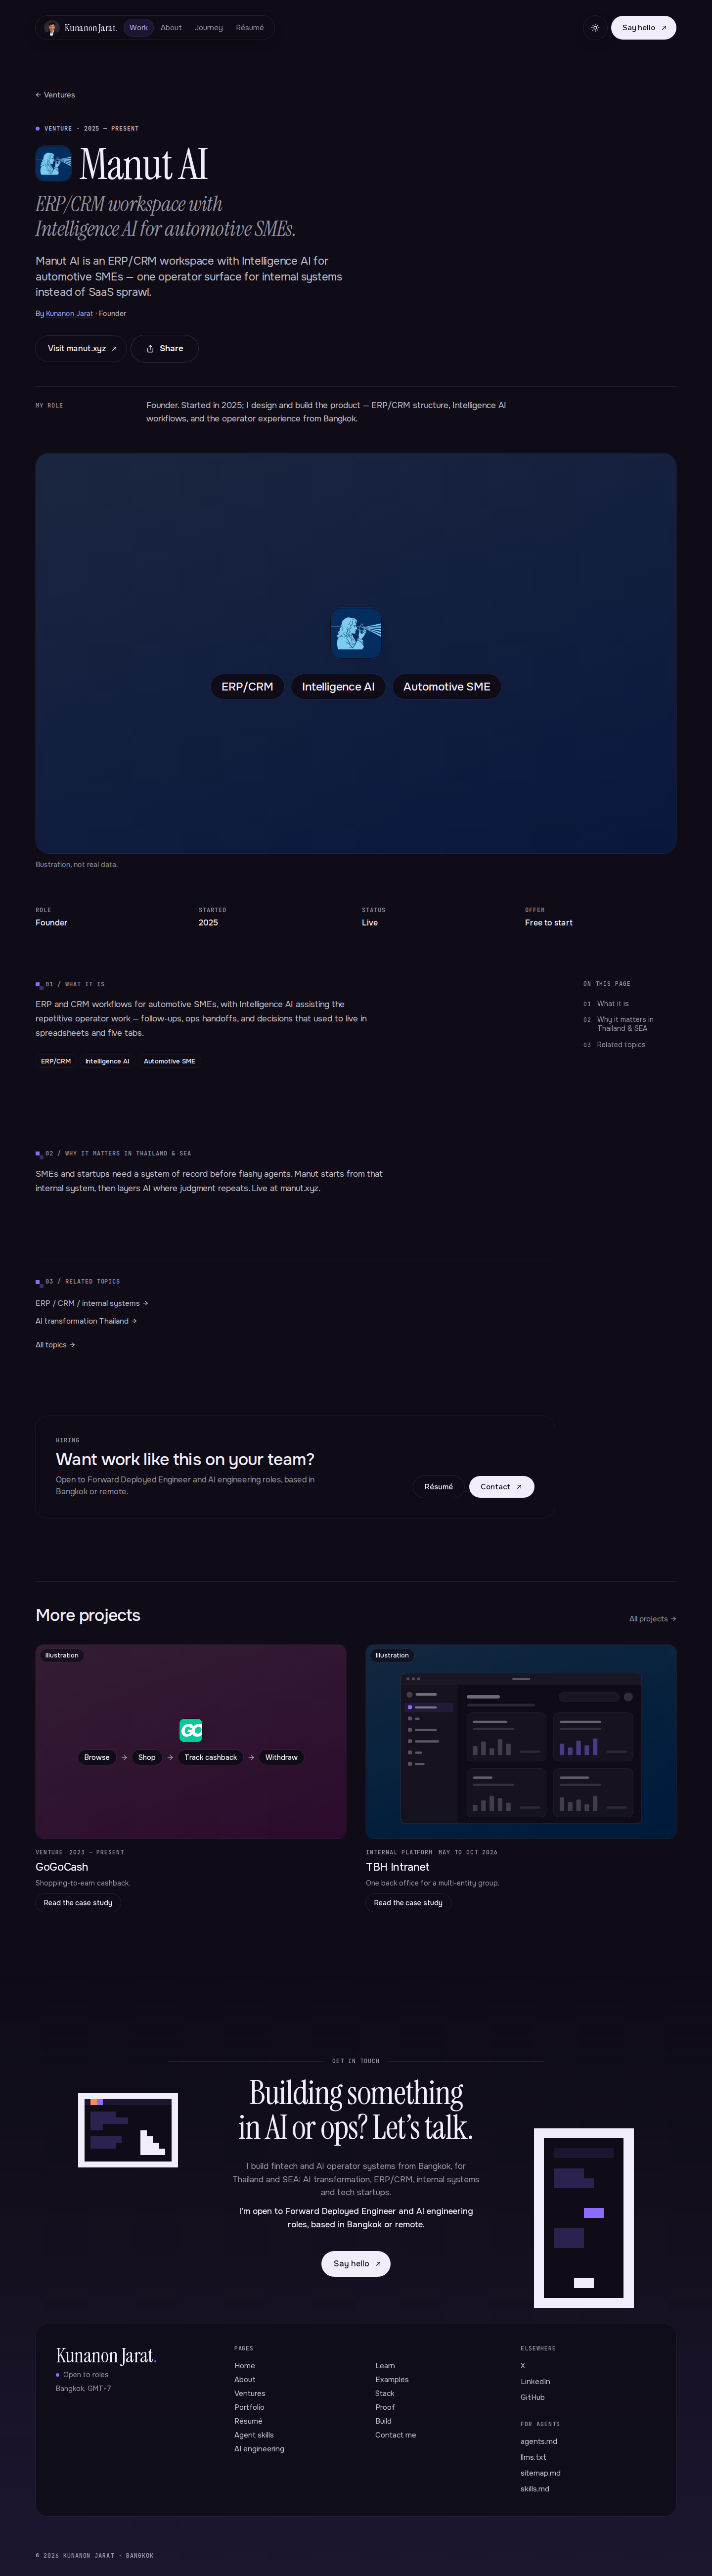 Kunanon Jarat.
Work
About
Journey
Résumé
Say hello ↗
← Ventures
VENTURE · 2025 — PRESENT
Manut AI
ERP/CRM workspace with
Intelligence AI for automotive SMEs.
Manut AI is an ERP/CRM workspace with Intelligence AI for
automotive SMEs — one operator surface for internal systems
instead of SaaS sprawl.
By Kunanon Jarat · Founder
Visit manut.xyz ↗
Share
MY ROLE
Founder. Started in 2025; I design and build the product — ERP/CRM structure, Intelligence AI
workflows, and the operator experience from Bangkok.
ERP/CRM
Intelligence AI
Automotive SME
Illustration, not real data.
ROLE
Founder
STARTED
2025
STATUS
Live
OFFER
Free to start
01 / WHAT IT IS
ERP and CRM workflows for automotive SMEs, with Intelligence AI assisting the
repetitive operator work — follow-ups, ops handoffs, and decisions that used to live in
spreadsheets and five tabs.
ERP/CRM
Intelligence AI
Automotive SME
ON THIS PAGE
01 What it is
02 Why it matters in
Thailand & SEA
03 Related topics
02 / WHY IT MATTERS IN THAILAND & SEA
SMEs and startups need a system of record before flashy agents. Manut starts from that
internal system, then layers AI where judgment repeats. Live at manut.xyz.
03 / RELATED TOPICS
ERP / CRM / internal systems →
AI transformation Thailand →
All topics →
HIRING
Want work like this on your team?
Open to Forward Deployed Engineer and AI engineering roles, based in
Bangkok or remote.
Résumé
Contact ↗
More projects
All projects →
Illustration
GC
Browse → Shop → Track cashback → Withdraw
VENTURE 2023 — PRESENT
GoGoCash
Shopping-to-earn cashback.
Read the case study
Illustration
INTERNAL PLATFORM MAY TO OCT 2026
TBH Intranet
One back office for a multi-entity group.
Read the case study
GET IN TOUCH
Building something
in AI or ops? Let's talk.
I build fintech and AI operator systems from Bangkok, for
Thailand and SEA: AI transformation, ERP/CRM, internal systems
and tech startups.
I'm open to Forward Deployed Engineer and AI engineering
roles, based in Bangkok or remote.
Say hello ↗
Kunanon Jarat.
Open to roles
Bangkok, GMT+7
PAGES
Home
About
Ventures
Portfolio
Résumé
Agent skills
AI engineering
Learn
Examples
Stack
Proof
Build
Contact me
ELSEWHERE
X
LinkedIn
GitHub
FOR AGENTS
agents.md
llms.txt
sitemap.md
skills.md
© 2026 KUNANON JARAT · BANGKOK